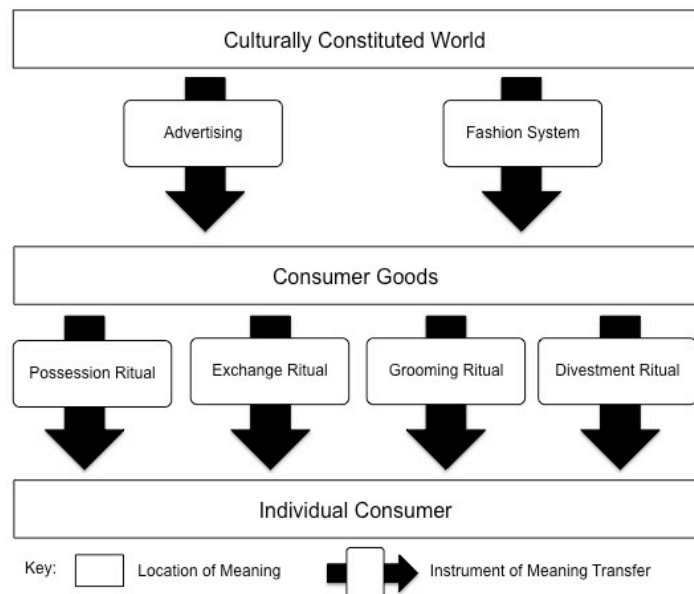 Culturally Constituted World
Advertising
Fashion System
Consumer Goods
Possession Ritual
Exchange Ritual
Grooming Ritual
Divestment Ritual
Individual Consumer
Key:
Location of Meaning
Instrument of Meaning Transfer